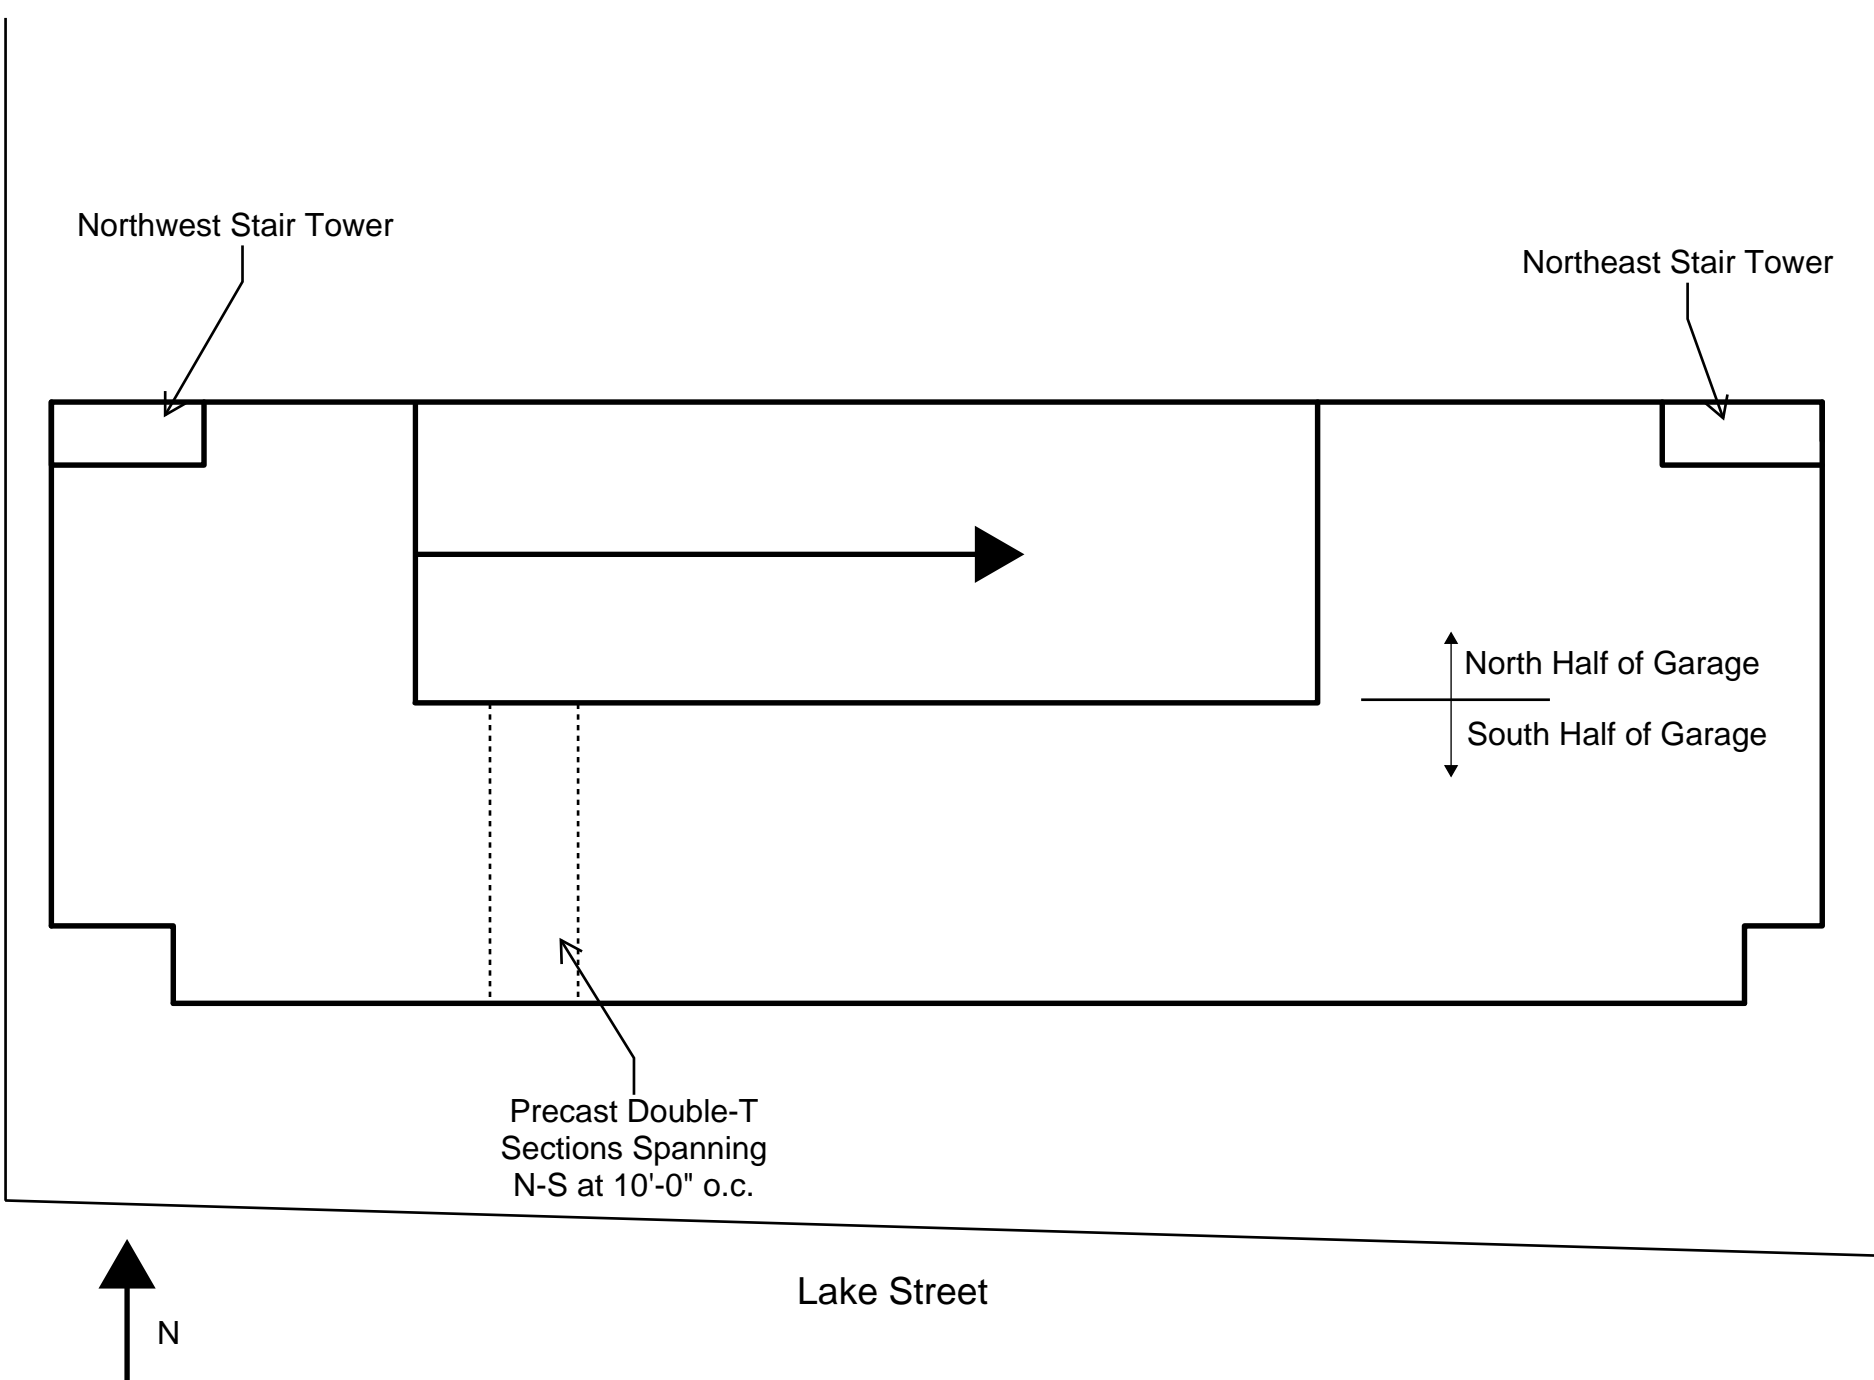 Northwest Stair Tower
Northeast Stair Tower
North Half of Garage
South Half of Garage
Precast Double-T
Sections Spanning
N-S at 10'-0" o.c.
Lake Street
N